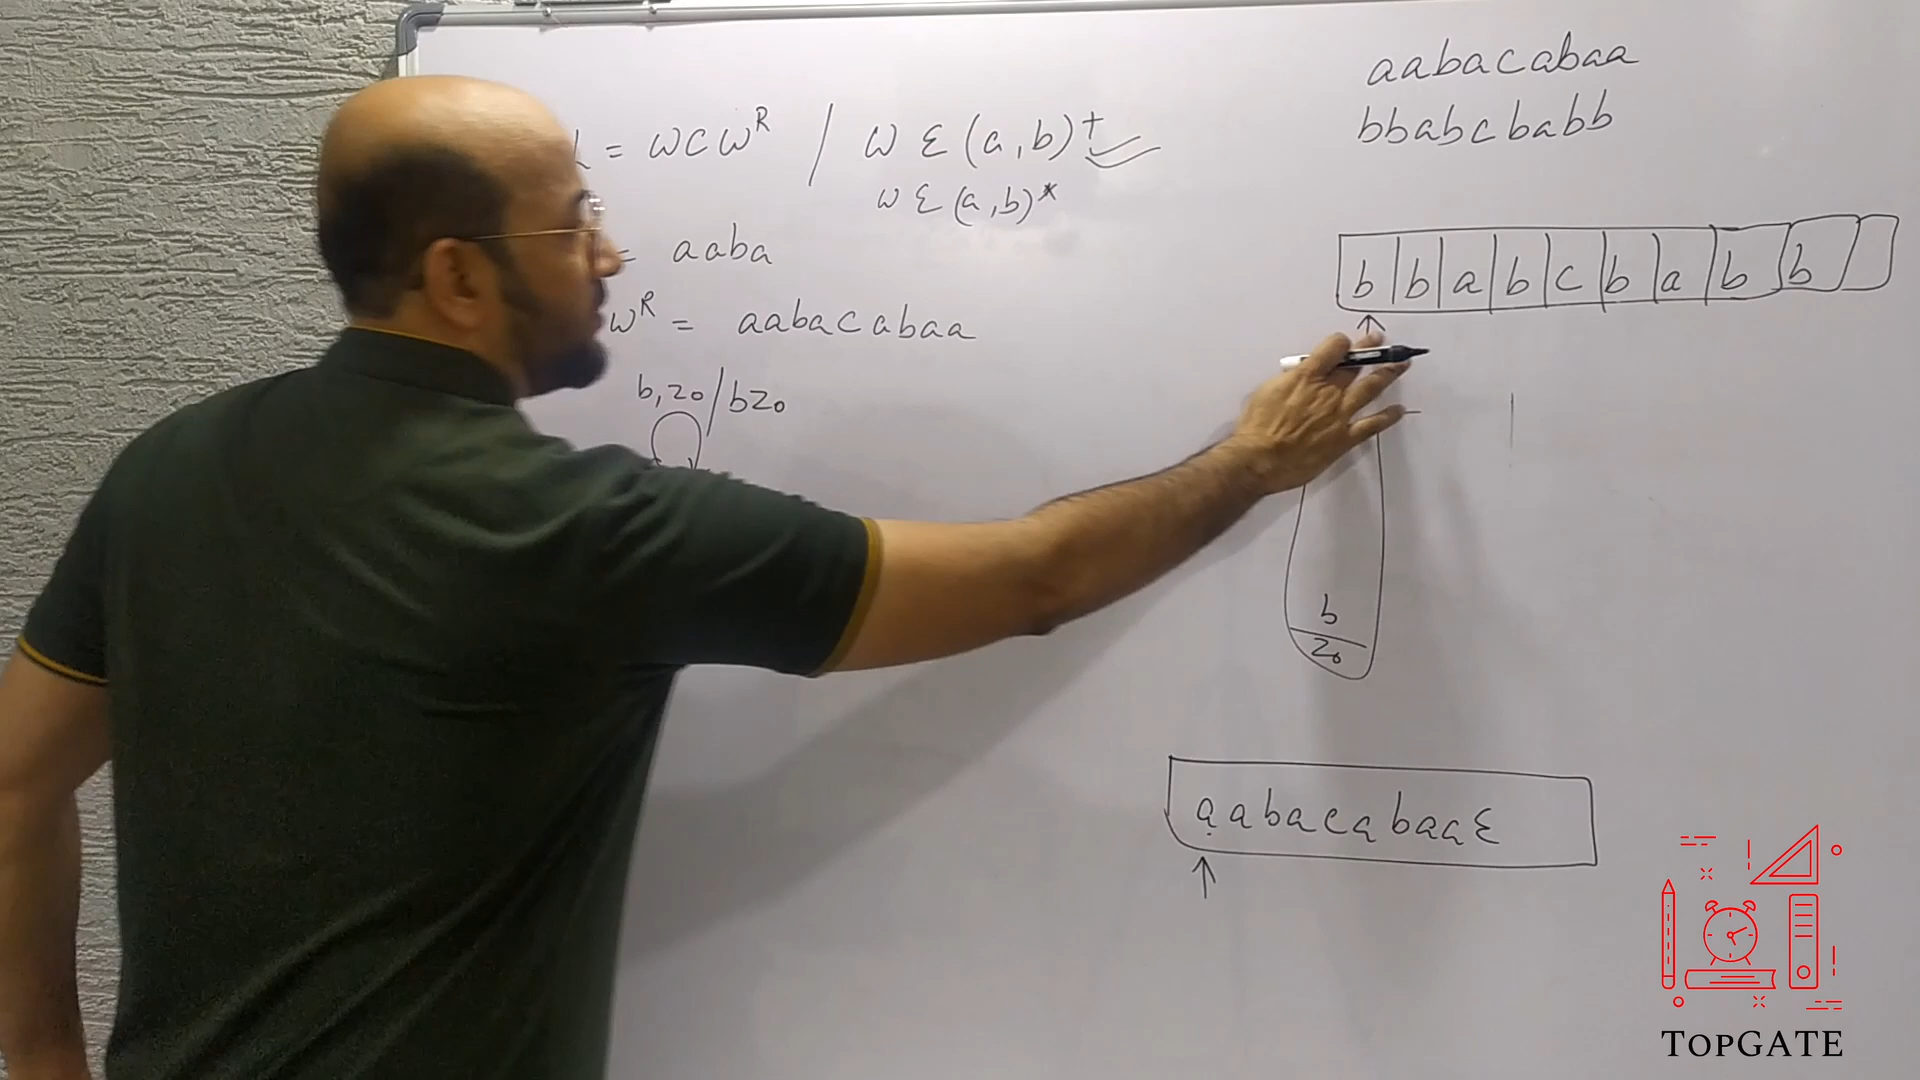 L = wcw^R / w ε (a,b)^+
w ε (a,b)*
= aaba
w^R = aabacabaa
b,z₀/bz₀
aabacabaa
bbabcbabb
b b a b c b a b b
b
z₀
aabacabaaε
TOPGATE